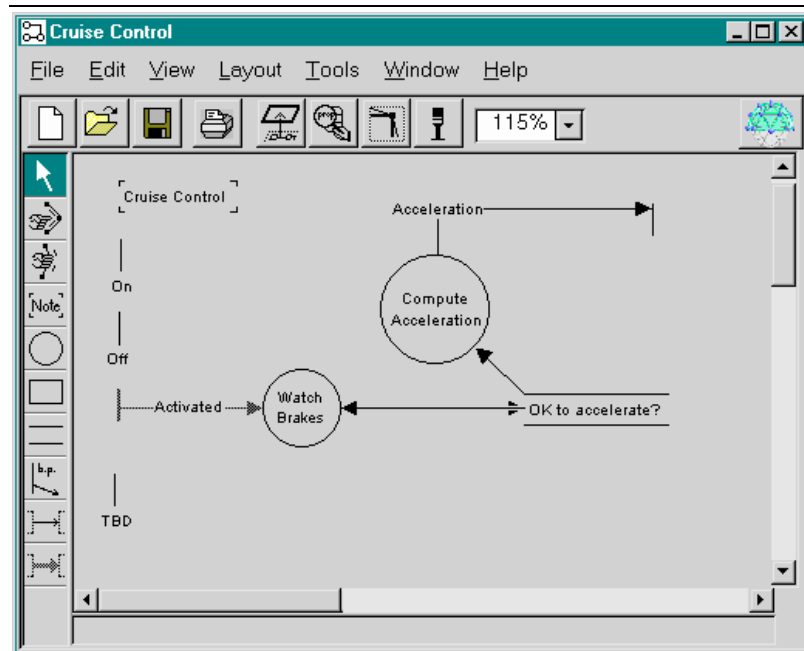 Cruise Control
File Edit View Layout Tools Window Help
115%
Cruise Control
Acceleration
On
Note
Compute
Acceleration
Off
Watch
Brakes
Activated
OK to accelerate?
b.p.
TBD